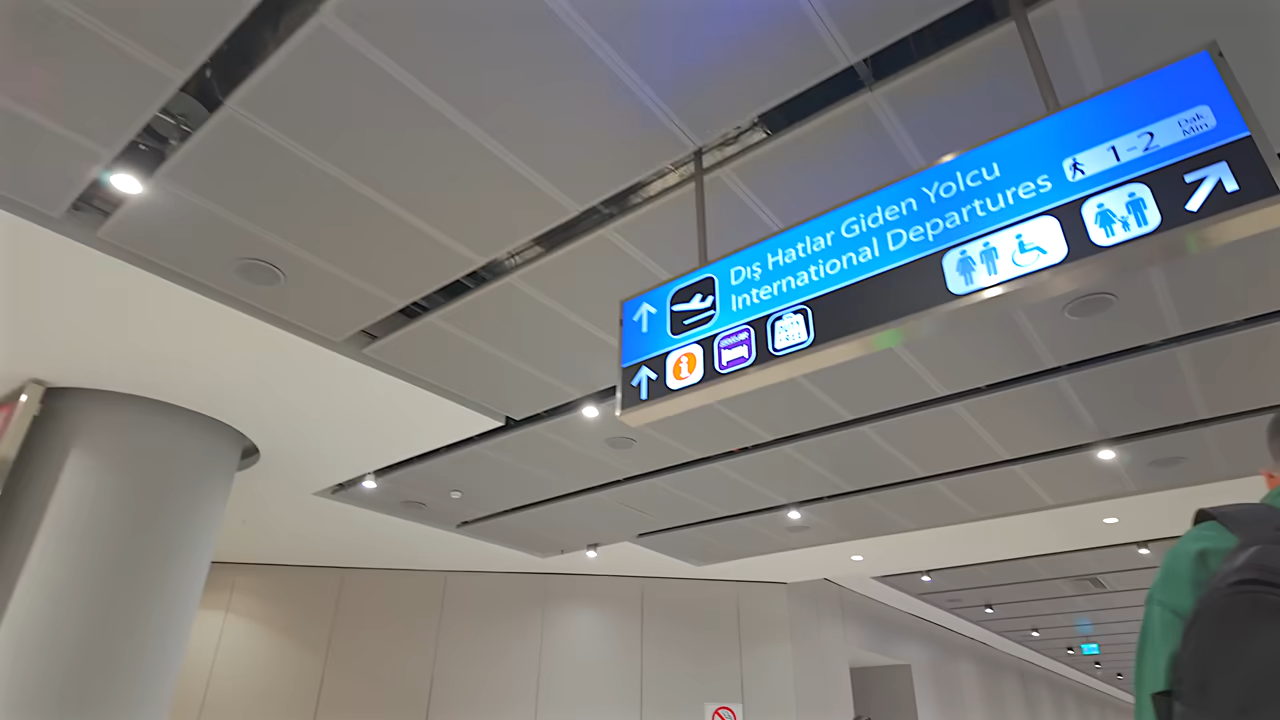 Dış Hatlar Giden Yolcu
International Departures
1-2 Dak.
Min.